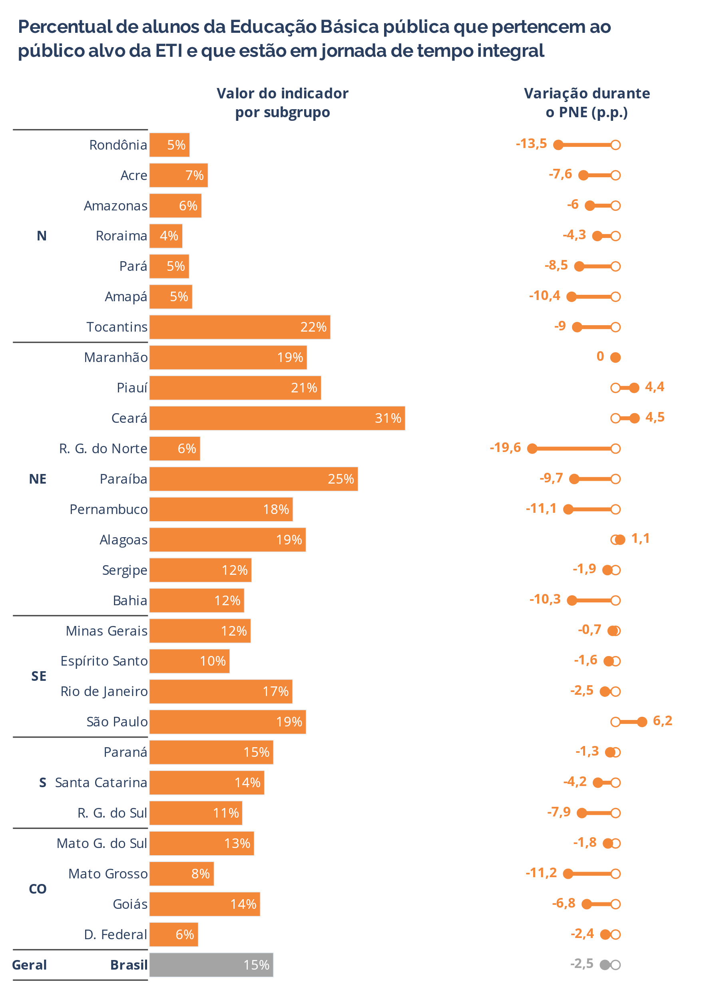 Percentual de alunos da Educação Básica pública que pertencem ao
público alvo da ETI e que estão em jornada de tempo integral
Valor do indicador
por subgrupo
Variação durante
o PNE (p.p.)
Rondônia 5% -13,5
Acre 7% -7,6
Amazonas 6% -6
N Roraima 4% -4,3
Pará 5% -8,5
Amapá 5% -10,4
Tocantins 22% -9
Maranhão 19% 0
Piauí 21% 4,4
Ceará 31% 4,5
R. G. do Norte 6% -19,6
NE Paraíba 25% -9,7
Pernambuco 18% -11,1
Alagoas 19% 1,1
Sergipe 12% -1,9
Bahia 12% -10,3
Minas Gerais 12% -0,7
Espírito Santo 10% -1,6
SE
Rio de Janeiro 17% -2,5
São Paulo 19% 6,2
Paraná 15% -1,3
S Santa Catarina 14% -4,2
R. G. do Sul 11% -7,9
Mato G. do Sul 13% -1,8
Mato Grosso 8% -11,2
CO
Goiás 14% -6,8
D. Federal 6% -2,4
Geral Brasil 15% -2,5